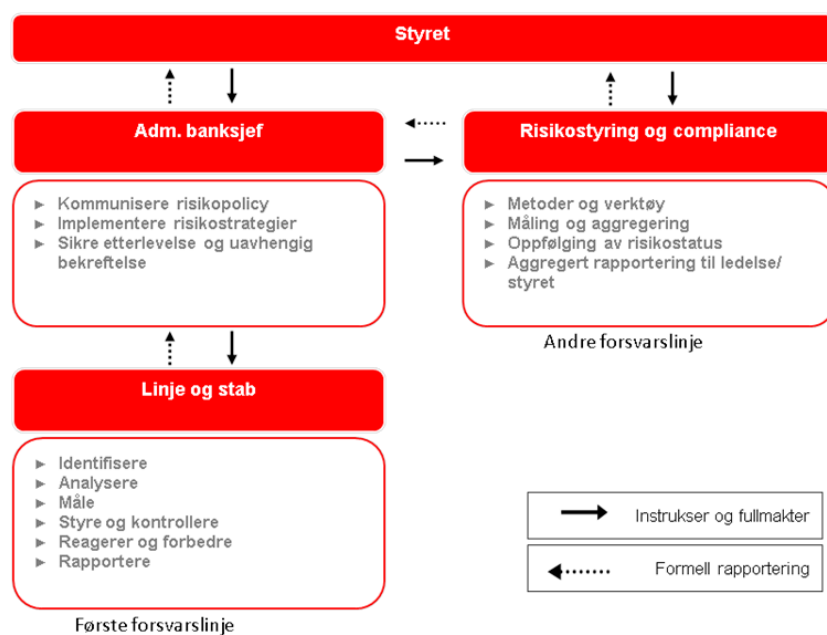 Styret
Adm. banksjef
Risikostyring og compliance
► Kommunisere risikopolicy
► Implementere risikostrategier
► Sikre etterlevelse og uavhengig
bekreftelse
► Metoder og verktøy
► Måling og aggregering
► Oppfølging av risikostatus
► Aggregert rapportering til ledelse/
styret
Andre forsvarslinje
Linje og stab
► Identifisere
► Analysere
► Måle
► Styre og kontrollere
► Reagerer og forbedre
► Rapportere
Første forsvarslinje
Instrukser og fullmakter
Formell rapportering